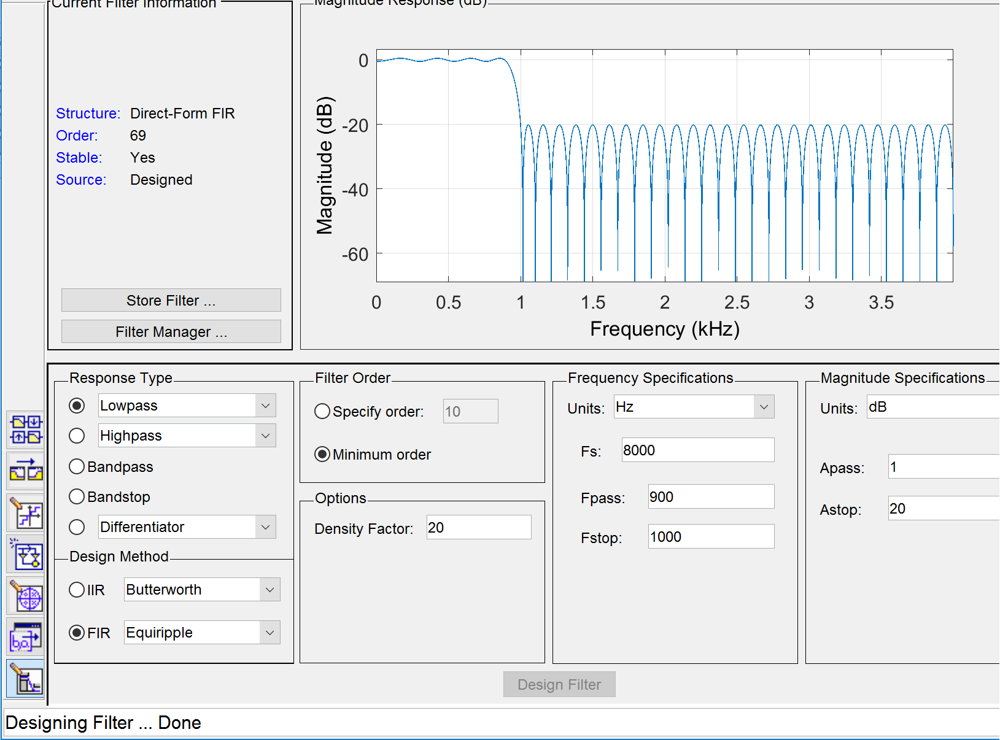 Current Filter Information
Structure: Direct-Form FIR
Order: 69
Stable: Yes
Source: Designed
Store Filter ...
Filter Manager ...
Magnitude Response (dB)
Magnitude (dB)
0
-20
-40
-60
0 0.5 1 1.5 2 2.5 3 3.5
Frequency (kHz)
Response Type
Lowpass
Highpass
Bandpass
Bandstop
Differentiator
Design Method
IIR Butterworth
FIR Equiripple
Filter Order
Specify order: 10
Minimum order
Options
Density Factor: 20
Frequency Specifications
Units: Hz
Fs: 8000
Fpass: 900
Fstop: 1000
Magnitude Specifications
Units: dB
Apass: 1
Astop: 20
Design Filter
Designing Filter ... Done